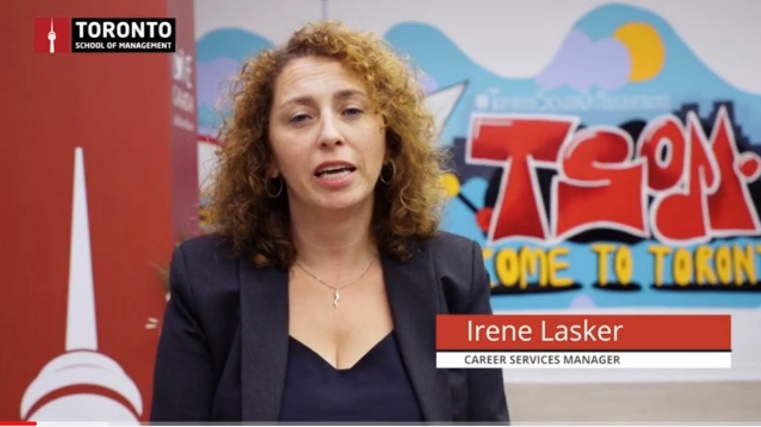 TORONTO
SCHOOL OF MANAGEMENT
TSOM.
COME TO TORONT
Irene Lasker
CAREER SERVICES MANAGER